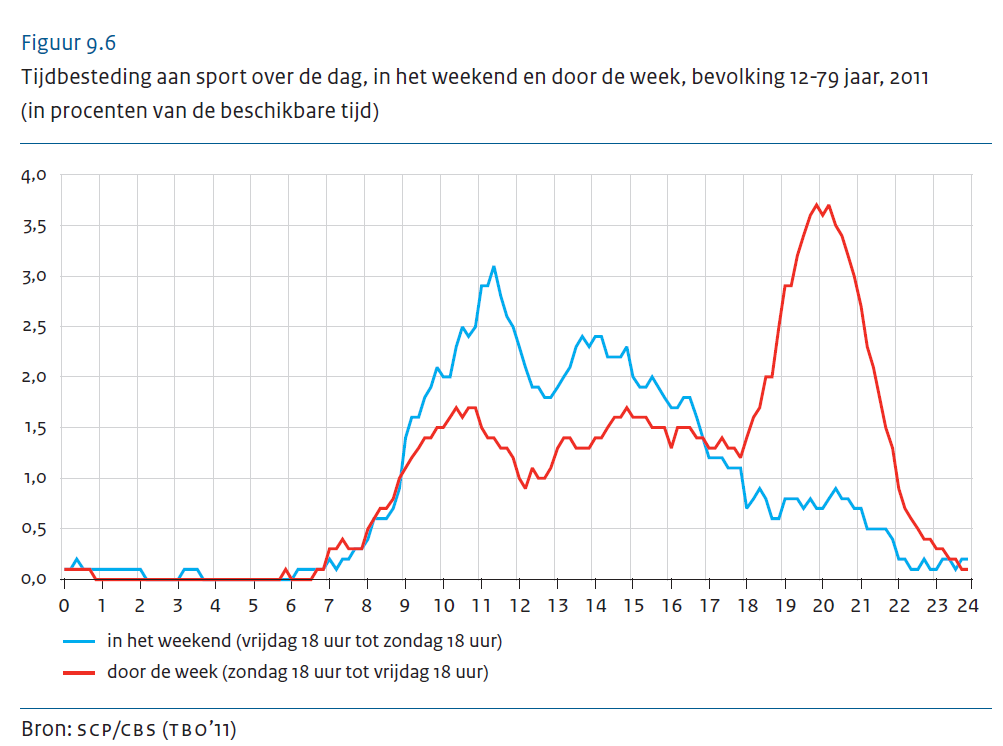 Figuur 9.6
Tijdbesteding aan sport over de dag, in het weekend en door de week, bevolking 12-79 jaar, 2011
(in procenten van de beschikbare tijd)
4,0
3,5
3,0
2,5
2,0
1,5
1,0
0,5
0,0
0 1 2 3 4 5 6 7 8 9 10 11 12 13 14 15 16 17 18 19 20 21 22 23 24
in het weekend (vrijdag 18 uur tot zondag 18 uur)
door de week (zondag 18 uur tot vrijdag 18 uur)
Bron: SCP/CBS (TBO'11)